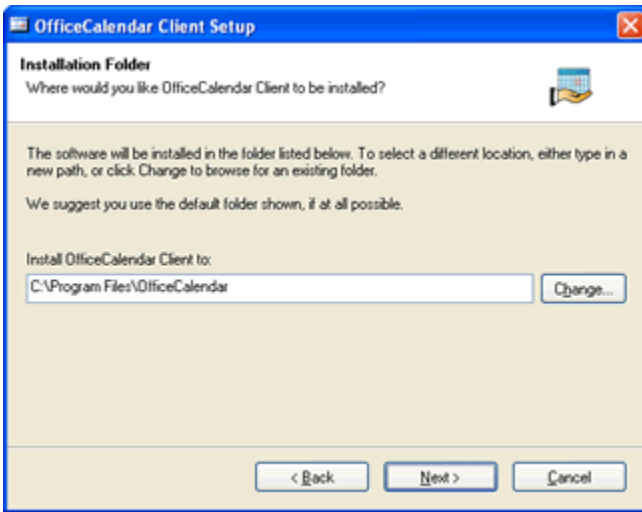 OfficeCalendar Client Setup
Installation Folder
Where would you like OfficeCalendar Client to be installed?
The software will be installed in the folder listed below. To select a different location, either type in a
new path, or click Change to browse for an existing folder.
We suggest you use the default folder shown, if at all possible.
Install OfficeCalendar Client to:
C:\Program Files\OfficeCalendar
Change...
< Back
Next >
Cancel